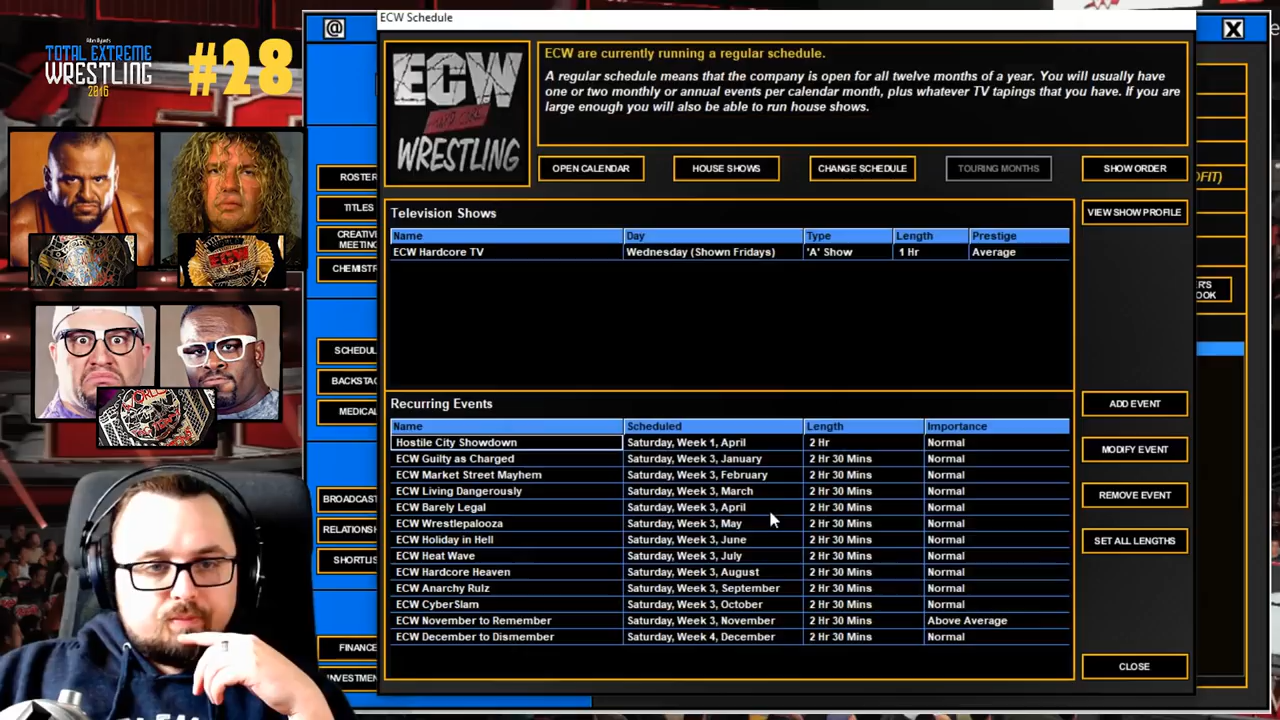 ECW Schedule
Adam Ryland's
TOTAL EXTREME
WRESTLING
2016
#28
@
X
ECW
WRESTLING
ECW are currently running a regular schedule.
A regular schedule means that the company is open for all twelve months of a year. You will usually have
one or two monthly or annual events per calendar month, plus whatever TV tapings that you have. If you are
large enough you will also be able to run house shows.
OPEN CALENDAR
HOUSE SHOWS
CHANGE SCHEDULE
TOURING MONTHS
SHOW ORDER
VIEW SHOW PROFILE
ROSTER
TITLES
CREATIVE
MEETING
CHEMISTR
SCHEDUL
BACKSTAG
MEDICAL
BROADCAST
RELATIONSH
SHORTLIS
FINANCE
INVESTMEN
OFIT)
R'S
OOK
Television Shows
Name Day Type Length Prestige
ECW Hardcore TV Wednesday (Shown Fridays) 'A' Show 1 Hr Average
Recurring Events
Name Scheduled Length Importance
Hostile City Showdown Saturday, Week 1, April 2 Hr Normal
ECW Guilty as Charged Saturday, Week 3, January 2 Hr 30 Mins Normal
ECW Market Street Mayhem Saturday, Week 3, February 2 Hr 30 Mins Normal
ECW Living Dangerously Saturday, Week 3, March 2 Hr 30 Mins Normal
ECW Barely Legal Saturday, Week 3, April 2 Hr 30 Mins Normal
ECW Wrestlepalooza Saturday, Week 3, May 2 Hr 30 Mins Normal
ECW Holiday in Hell Saturday, Week 3, June 2 Hr 30 Mins Normal
ECW Heat Wave Saturday, Week 3, July 2 Hr 30 Mins Normal
ECW Hardcore Heaven Saturday, Week 3, August 2 Hr 30 Mins Normal
ECW Anarchy Rulz Saturday, Week 3, September 2 Hr 30 Mins Normal
ECW CyberSlam Saturday, Week 3, October 2 Hr 30 Mins Normal
ECW November to Remember Saturday, Week 3, November 2 Hr 30 Mins Above Average
ECW December to Dismember Saturday, Week 4, December 2 Hr 30 Mins Normal
ADD EVENT
MODIFY EVENT
REMOVE EVENT
SET ALL LENGTHS
CLOSE